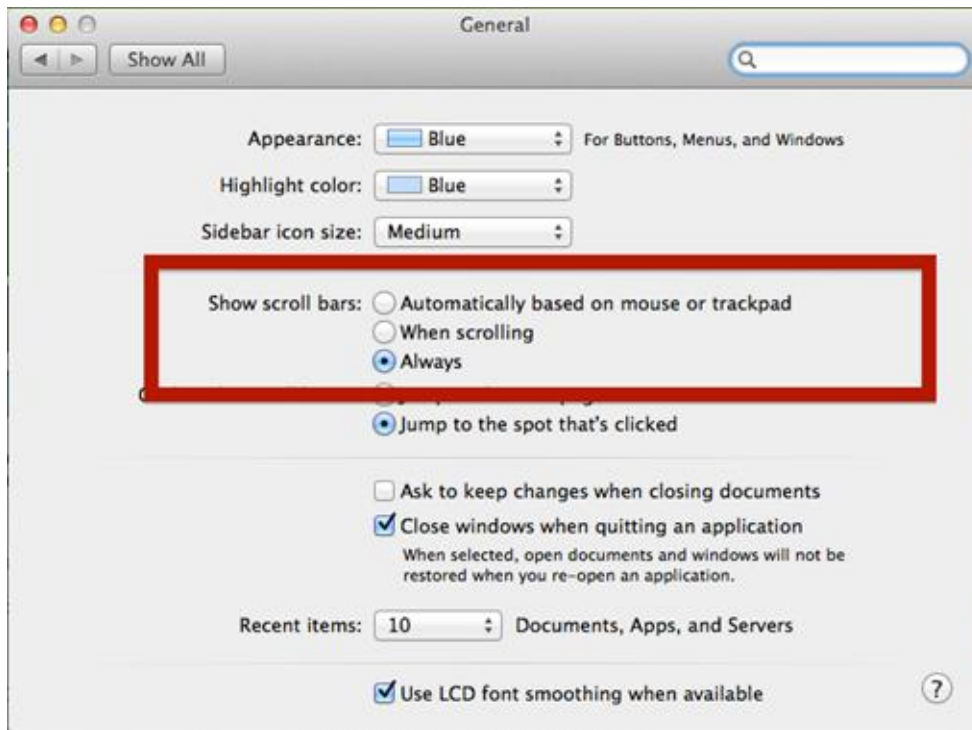 General
Show All
Appearance: Blue For Buttons, Menus, and Windows
Highlight color: Blue
Sidebar icon size: Medium
Show scroll bars: Automatically based on mouse or trackpad
When scrolling
Always
Jump to the spot that's clicked
Ask to keep changes when closing documents
Close windows when quitting an application
When selected, open documents and windows will not be
restored when you re-open an application.
Recent items: 10 Documents, Apps, and Servers
Use LCD font smoothing when available
?